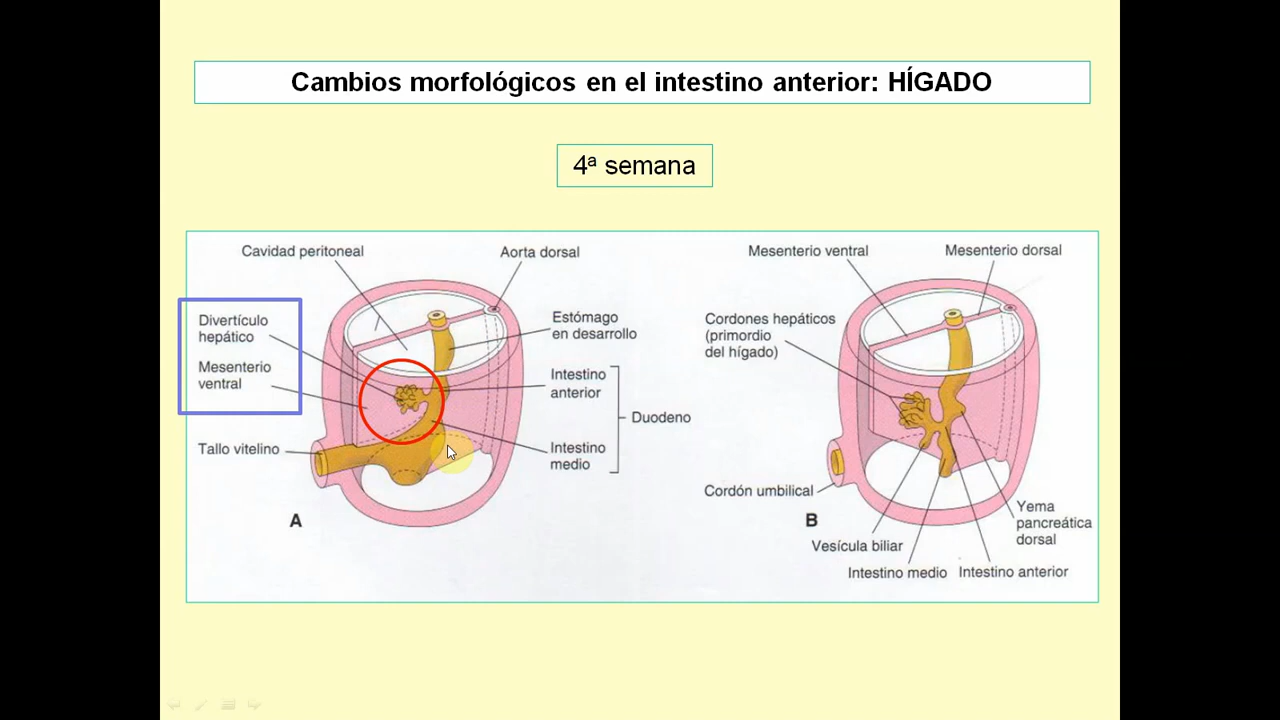 Cambios morfológicos en el intestino anterior: HÍGADO
4ª semana
Cavidad peritoneal
Aorta dorsal
Divertículo
hepático
Mesenterio
ventral
Estómago
en desarrollo
Intestino
anterior
Duodeno
Tallo vitelino
Intestino
medio
A
Mesenterio ventral
Mesenterio dorsal
Cordones hepáticos
(primordio
del hígado)
Cordón umbilical
B
Yema
pancreática
dorsal
Vesícula biliar
Intestino medio
Intestino anterior